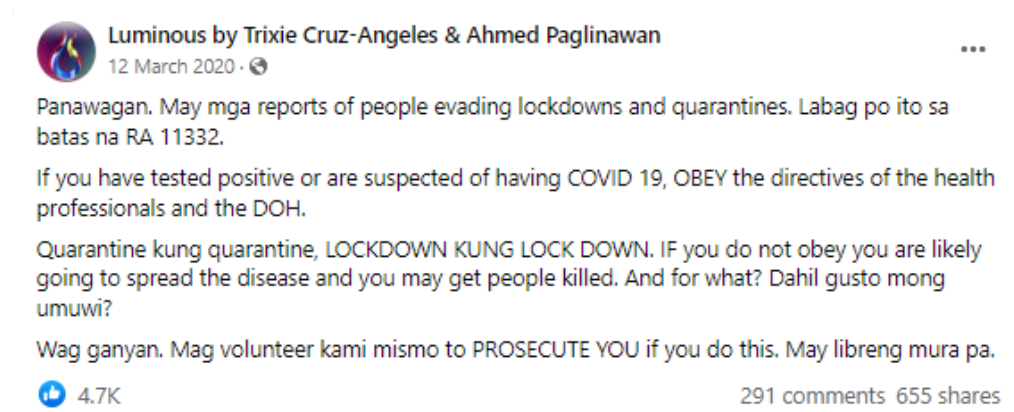 Luminous by Trixie Cruz-Angeles & Ahmed Paglinawan
12 March 2020 ·
Panawagan. May mga reports of people evading lockdowns and quarantines. Labag po ito sa
batas na RA 11332.
If you have tested positive or are suspected of having COVID 19, OBEY the directives of the health
professionals and the DOH.
Quarantine kung quarantine, LOCKDOWN KUNG LOCK DOWN. IF you do not obey you are likely
going to spread the disease and you may get people killed. And for what? Dahil gusto mong
umuwi?
Wag ganyan. Mag volunteer kami mismo to PROSECUTE YOU if you do this. May libreng mura pa.
4.7K 291 comments 655 shares